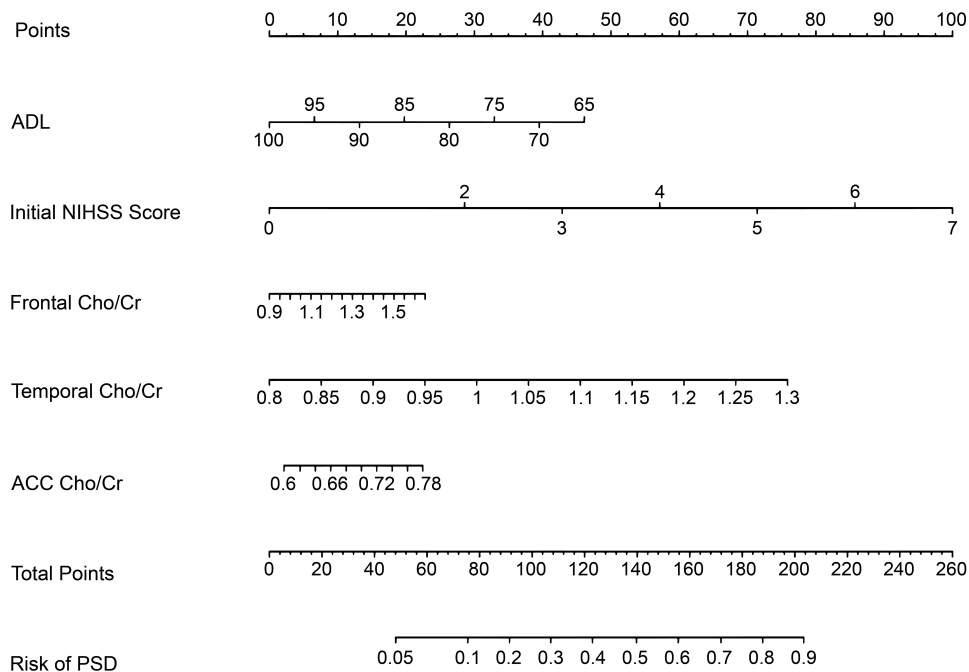 Points 0 10 20 30 40 50 60 70 80 90 100
ADL 95 85 75 65
100 90 80 70
Initial NIHSS Score 2 4 6
0 3 5 7
Frontal Cho/Cr
0.9 1.1 1.3 1.5
Temporal Cho/Cr
0.8 0.85 0.9 0.95 1 1.05 1.1 1.15 1.2 1.25 1.3
ACC Cho/Cr
0.6 0.66 0.72 0.78
Total Points 0 20 40 60 80 100 120 140 160 180 200 220 240 260
Risk of PSD 0.05 0.1 0.2 0.3 0.4 0.5 0.6 0.7 0.8 0.9